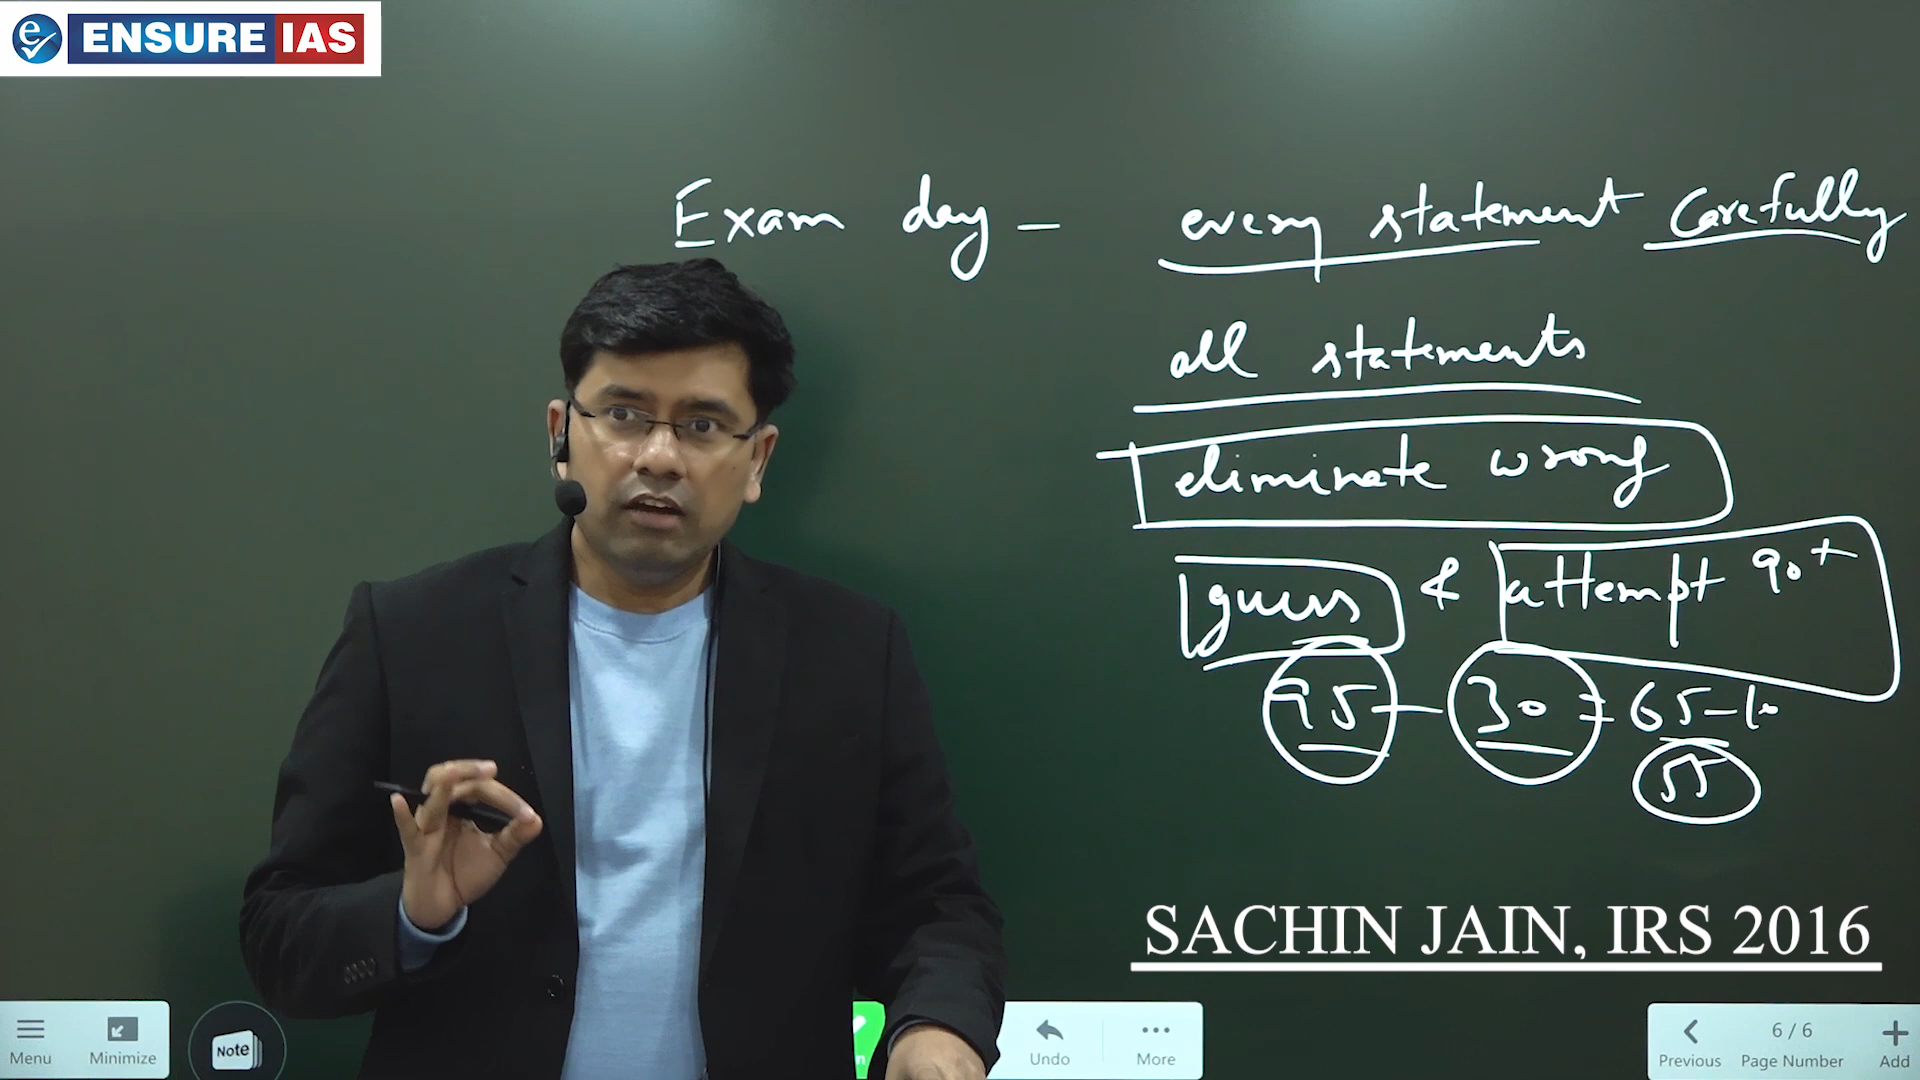 ENSURE IAS
Exam day – every statement carefully
all statements
eliminate wrong
guess & attempt 90+
95 – 30 = 65 – 10
55
SACHIN JAIN, IRS 2016
Menu Minimize Note Undo More Previous 6/6 Page Number Add